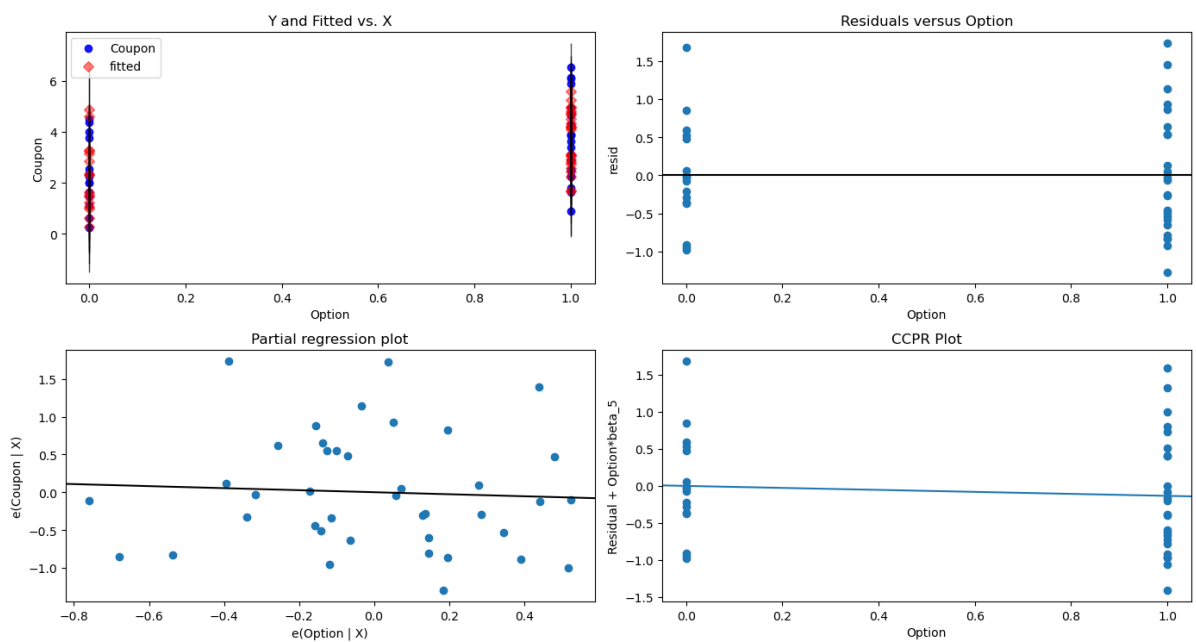 Y and Fitted vs. X
Coupon
fitted
Coupon
6
4
2
0
0.0 0.2 0.4 0.6 0.8 1.0
Option
Residuals versus Option
resid
1.5
1.0
0.5
0.0
−0.5
−1.0
0.0 0.2 0.4 0.6 0.8 1.0
Option
Partial regression plot
e(Coupon | X)
1.5
1.0
0.5
0.0
−0.5
−1.0
−0.8 −0.6 −0.4 −0.2 0.0 0.2 0.4
e(Option | X)
CCPR Plot
Residual + Option*beta_5
1.5
1.0
0.5
0.0
−0.5
−1.0
−1.5
0.0 0.2 0.4 0.6 0.8 1.0
Option